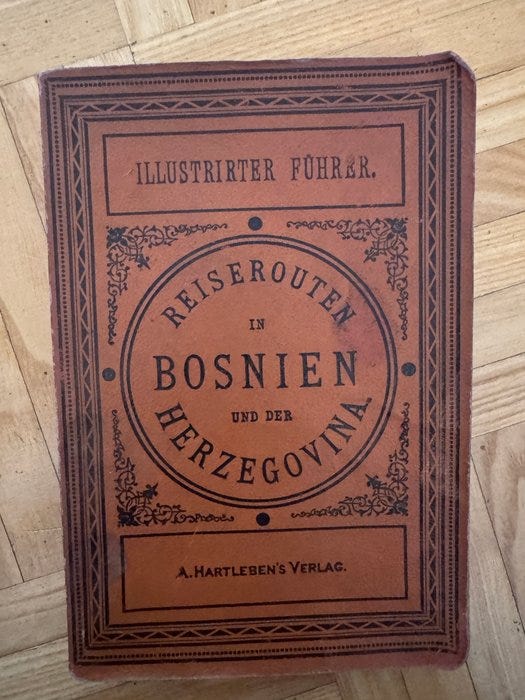 ILLUSTRIRTER FÜHRER.
REISEROUTEN
IN
BOSNIEN
UND DER
HERZEGOVINA
A. HARTLEBEN'S VERLAG.